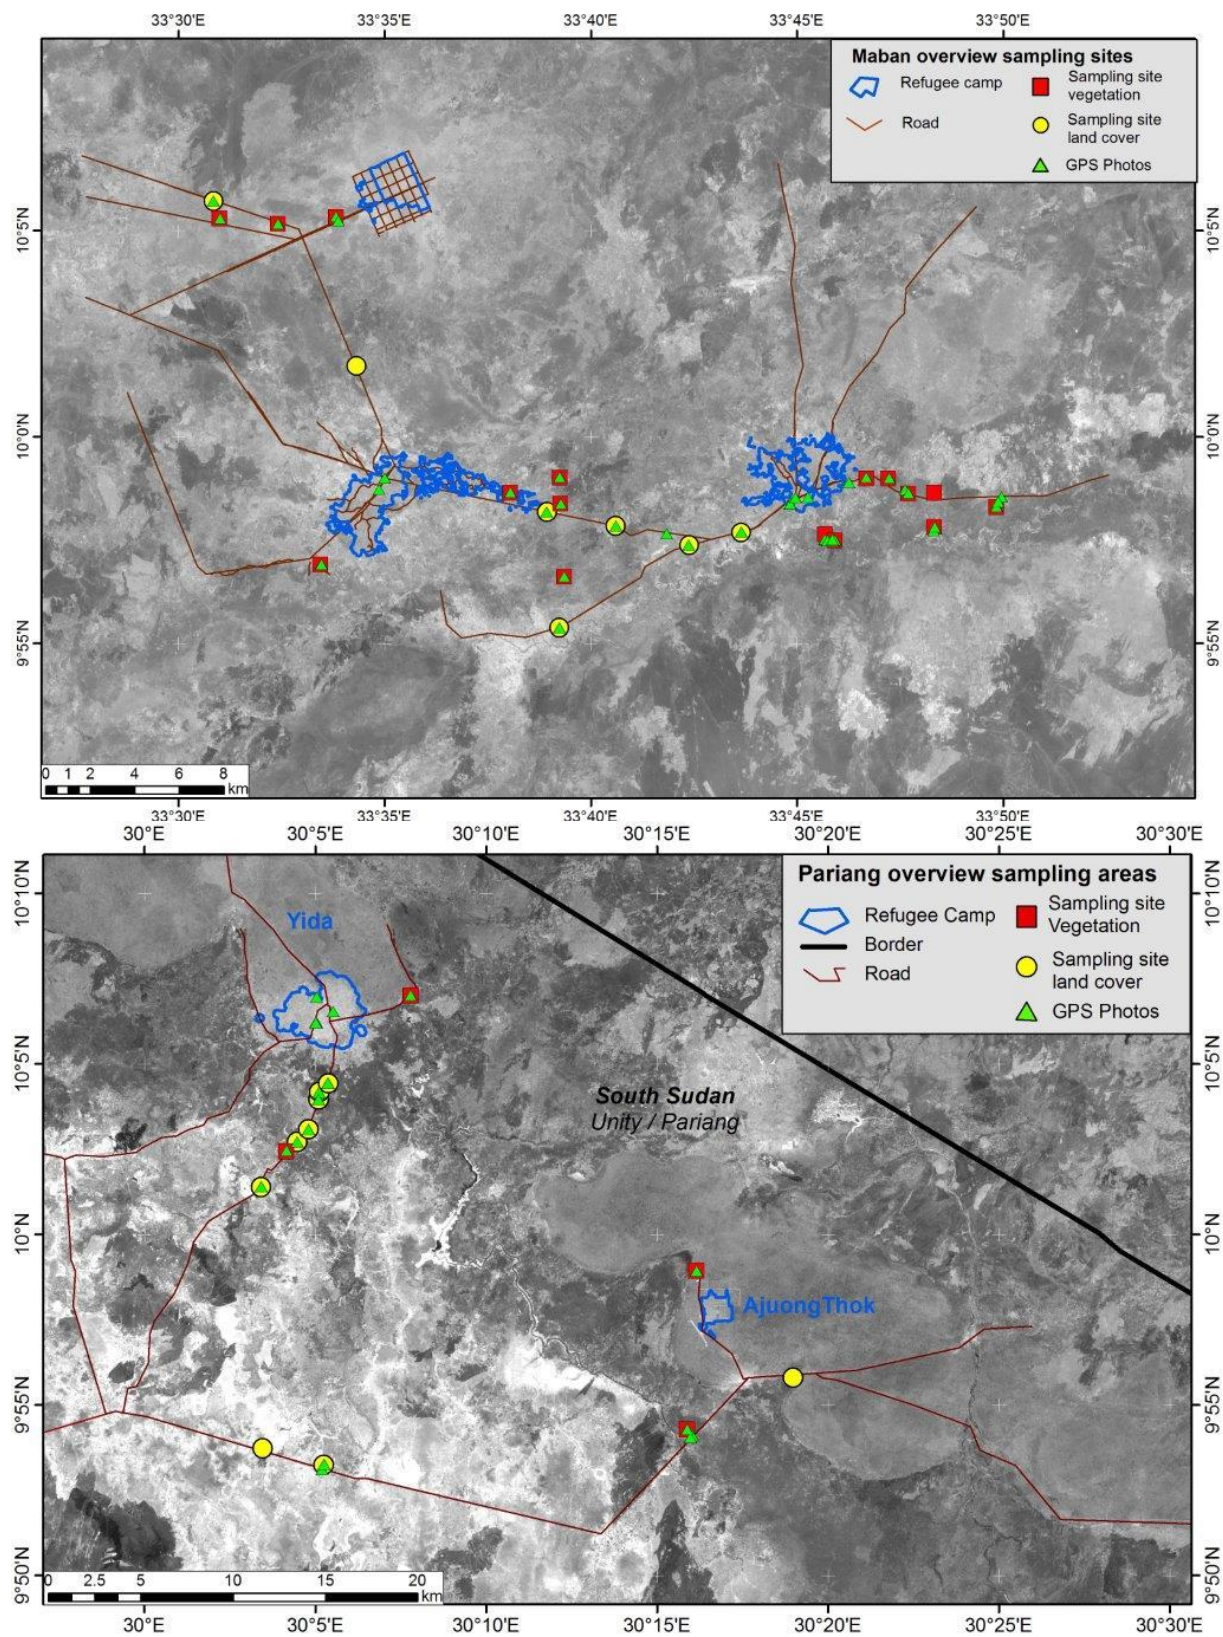 33°30'E 33°35'E 33°40'E 33°45'E 33°50'E
Maban overview sampling sites
Refugee camp
Sampling site
vegetation
Road
Sampling site
land cover
GPS Photos
10°5'N 10°5'N
10°0'N 10°0'N
9°55'N 9°55'N
0 1 2 4 6 8
km
33°30'E 33°35'E 33°40'E 33°45'E 33°50'E
30°0'E 30°5'E 30°10'E 30°15'E 30°20'E 30°25'E 30°30'E
Pariang overview sampling areas
Refugee Camp
Sampling site
Vegetation
Border
Road
Sampling site
land cover
GPS Photos
10°10'N 10°10'N
Yida
10°5'N 10°5'N
South Sudan
Unity / Pariang
10°N 10°N
AjuongThok
9°55'N 9°55'N
9°50'N 9°50'N
0 2.5 5 10 15 20
km
30°E 30°5'E 30°10'E 30°15'E 30°20'E 30°25'E 30°30'E